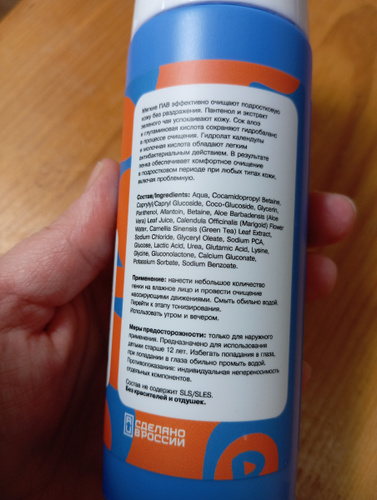 Мягкие ПАВ эффективно очищают подростковую
кожу без раздражения. Пантенол и экстракт
зеленого чая успокаивают кожу. Сок алоэ
и глутаминовая кислота сохраняют гидробаланс
в процессе очищения. Гидролат календулы
и молочная кислота обладают легким
антибактериальным действием. В результате
пенка обеспечивает комфортное очищение
в подростковом периоде при любых типах кожи,
включая проблемную.
Состав/Ingredients: Aqua, Cocamidopropyl Betaine,
Caprylyl/Capryl Glucoside, Coco-Glucoside, Glycerin,
Panthenol, Allantoin, Betaine, Aloe Barbadensis (Aloe
Vera) Leaf Juice, Calendula Officinalis (Marigold) Flower
Water, Camellia Sinensis (Green Tea) Leaf Extract,
Sodium Chloride, Glyceryl Oleate, Sodium PCA,
Glucose, Lactic Acid, Urea, Glutamic Acid, Lysine,
Glycine, Gluconolactone, Calcium Gluconate,
Potassium Sorbate, Sodium Benzoate.
Применение: нанести небольшое количество
пенки на влажное лицо и провести очищение
массирующими движениями. Смыть обильно водой.
Перейти к этапу тонизирования.
Использовать утром и вечером.
Меры предосторожности: только для наружного
применения. Предназначено для использования
детьми старше 12 лет. Избегать попадания в глаза,
при попадании в глаза обильно промыть водой.
Противопоказания: индивидуальная непереносимость
отдельных компонентов.
Состав не содержит SLS/SLES.
Без красителей и отдушек.
СДЕЛАНО
В РОССИИ